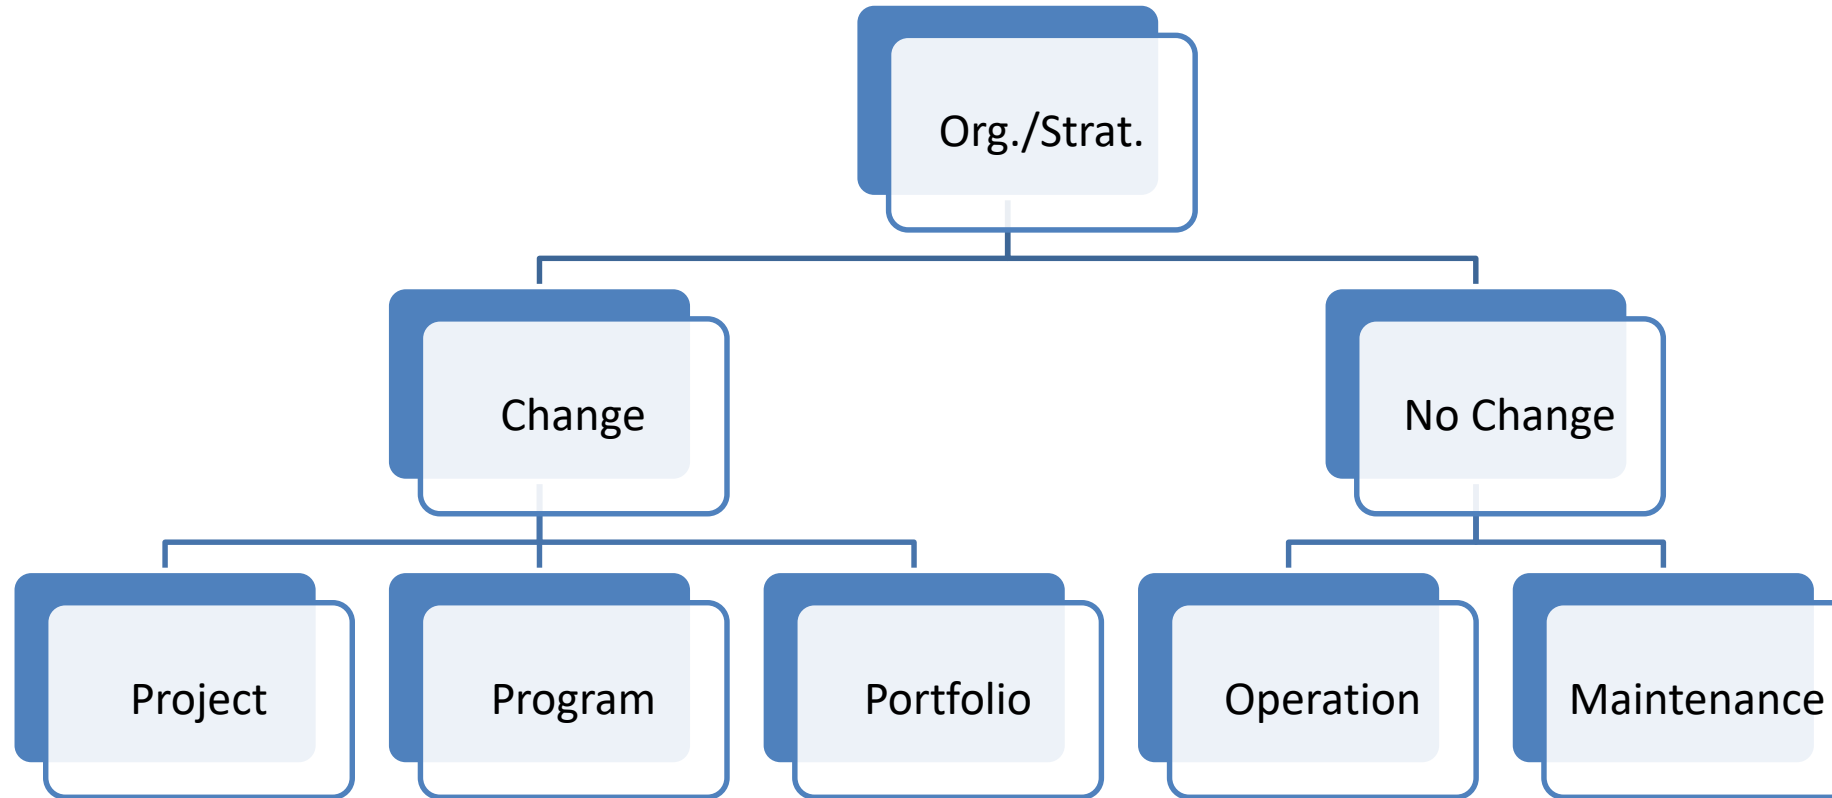 Org./Strat.
Change
No Change
Project
Program
Portfolio
Operation
Maintenance